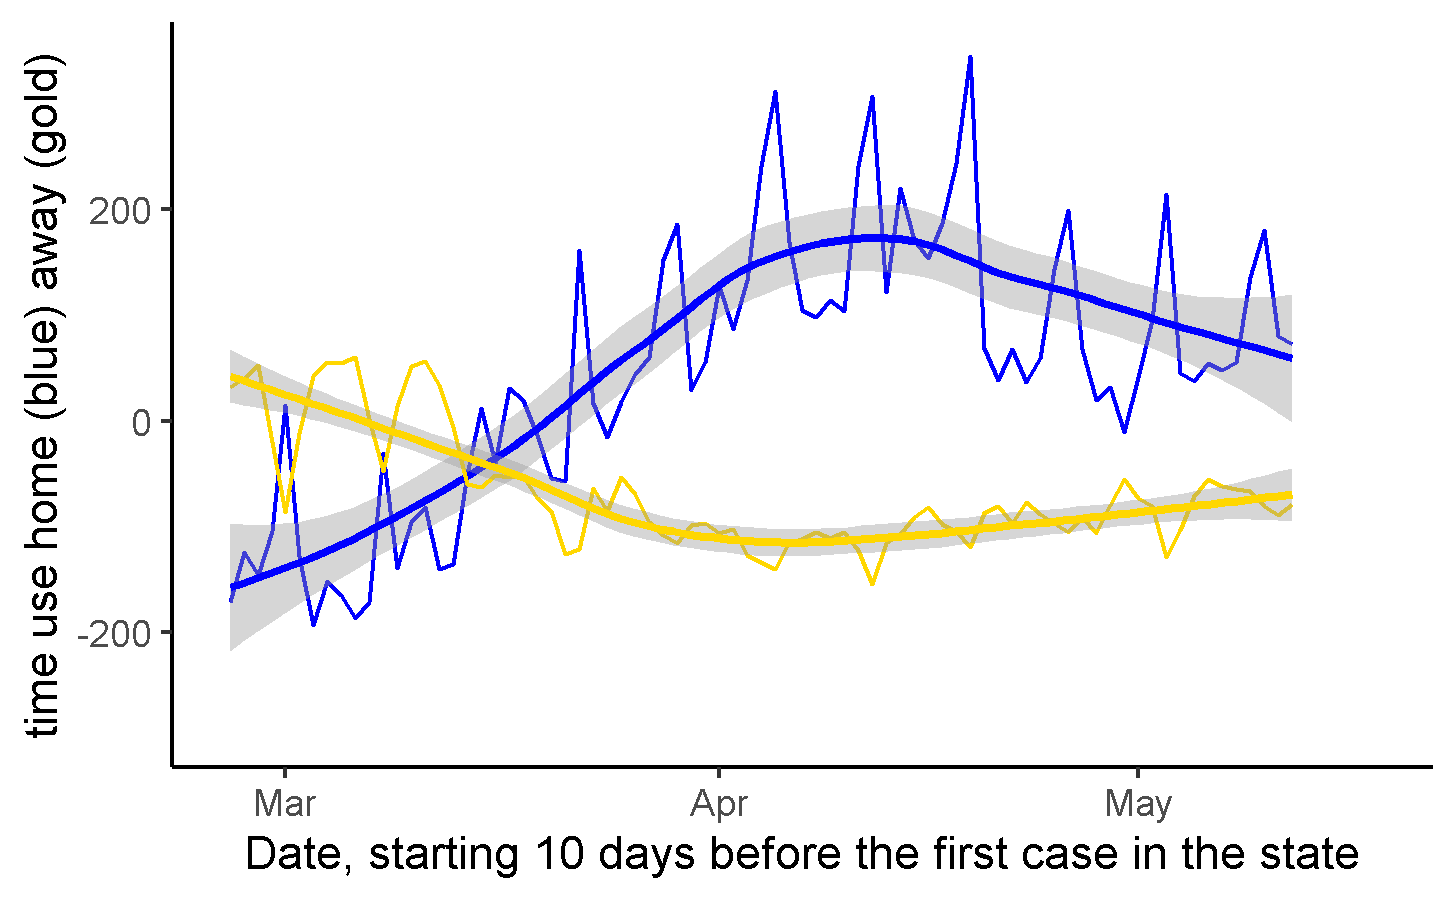 time use home (blue) away (gold)
200
0
-200
Mar Apr May
Date, starting 10 days before the first case in the state